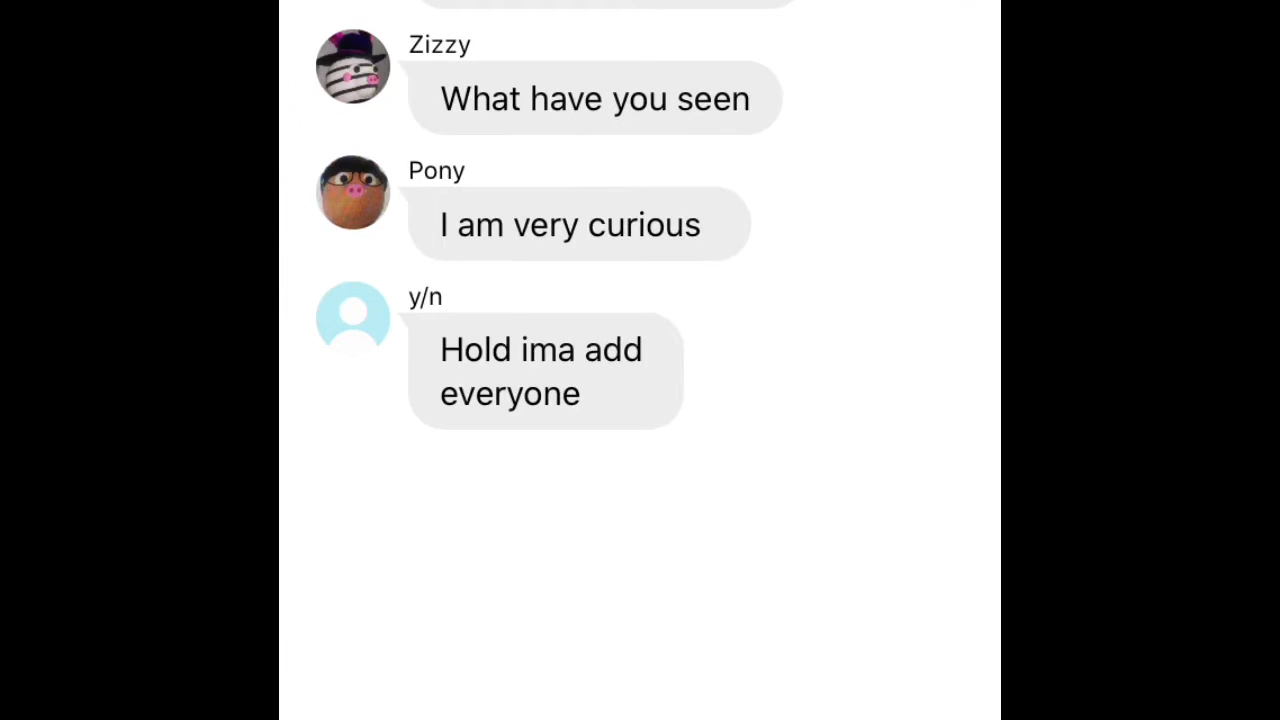 Zizzy
What have you seen
Pony
I am very curious
y/n
Hold ima add
everyone